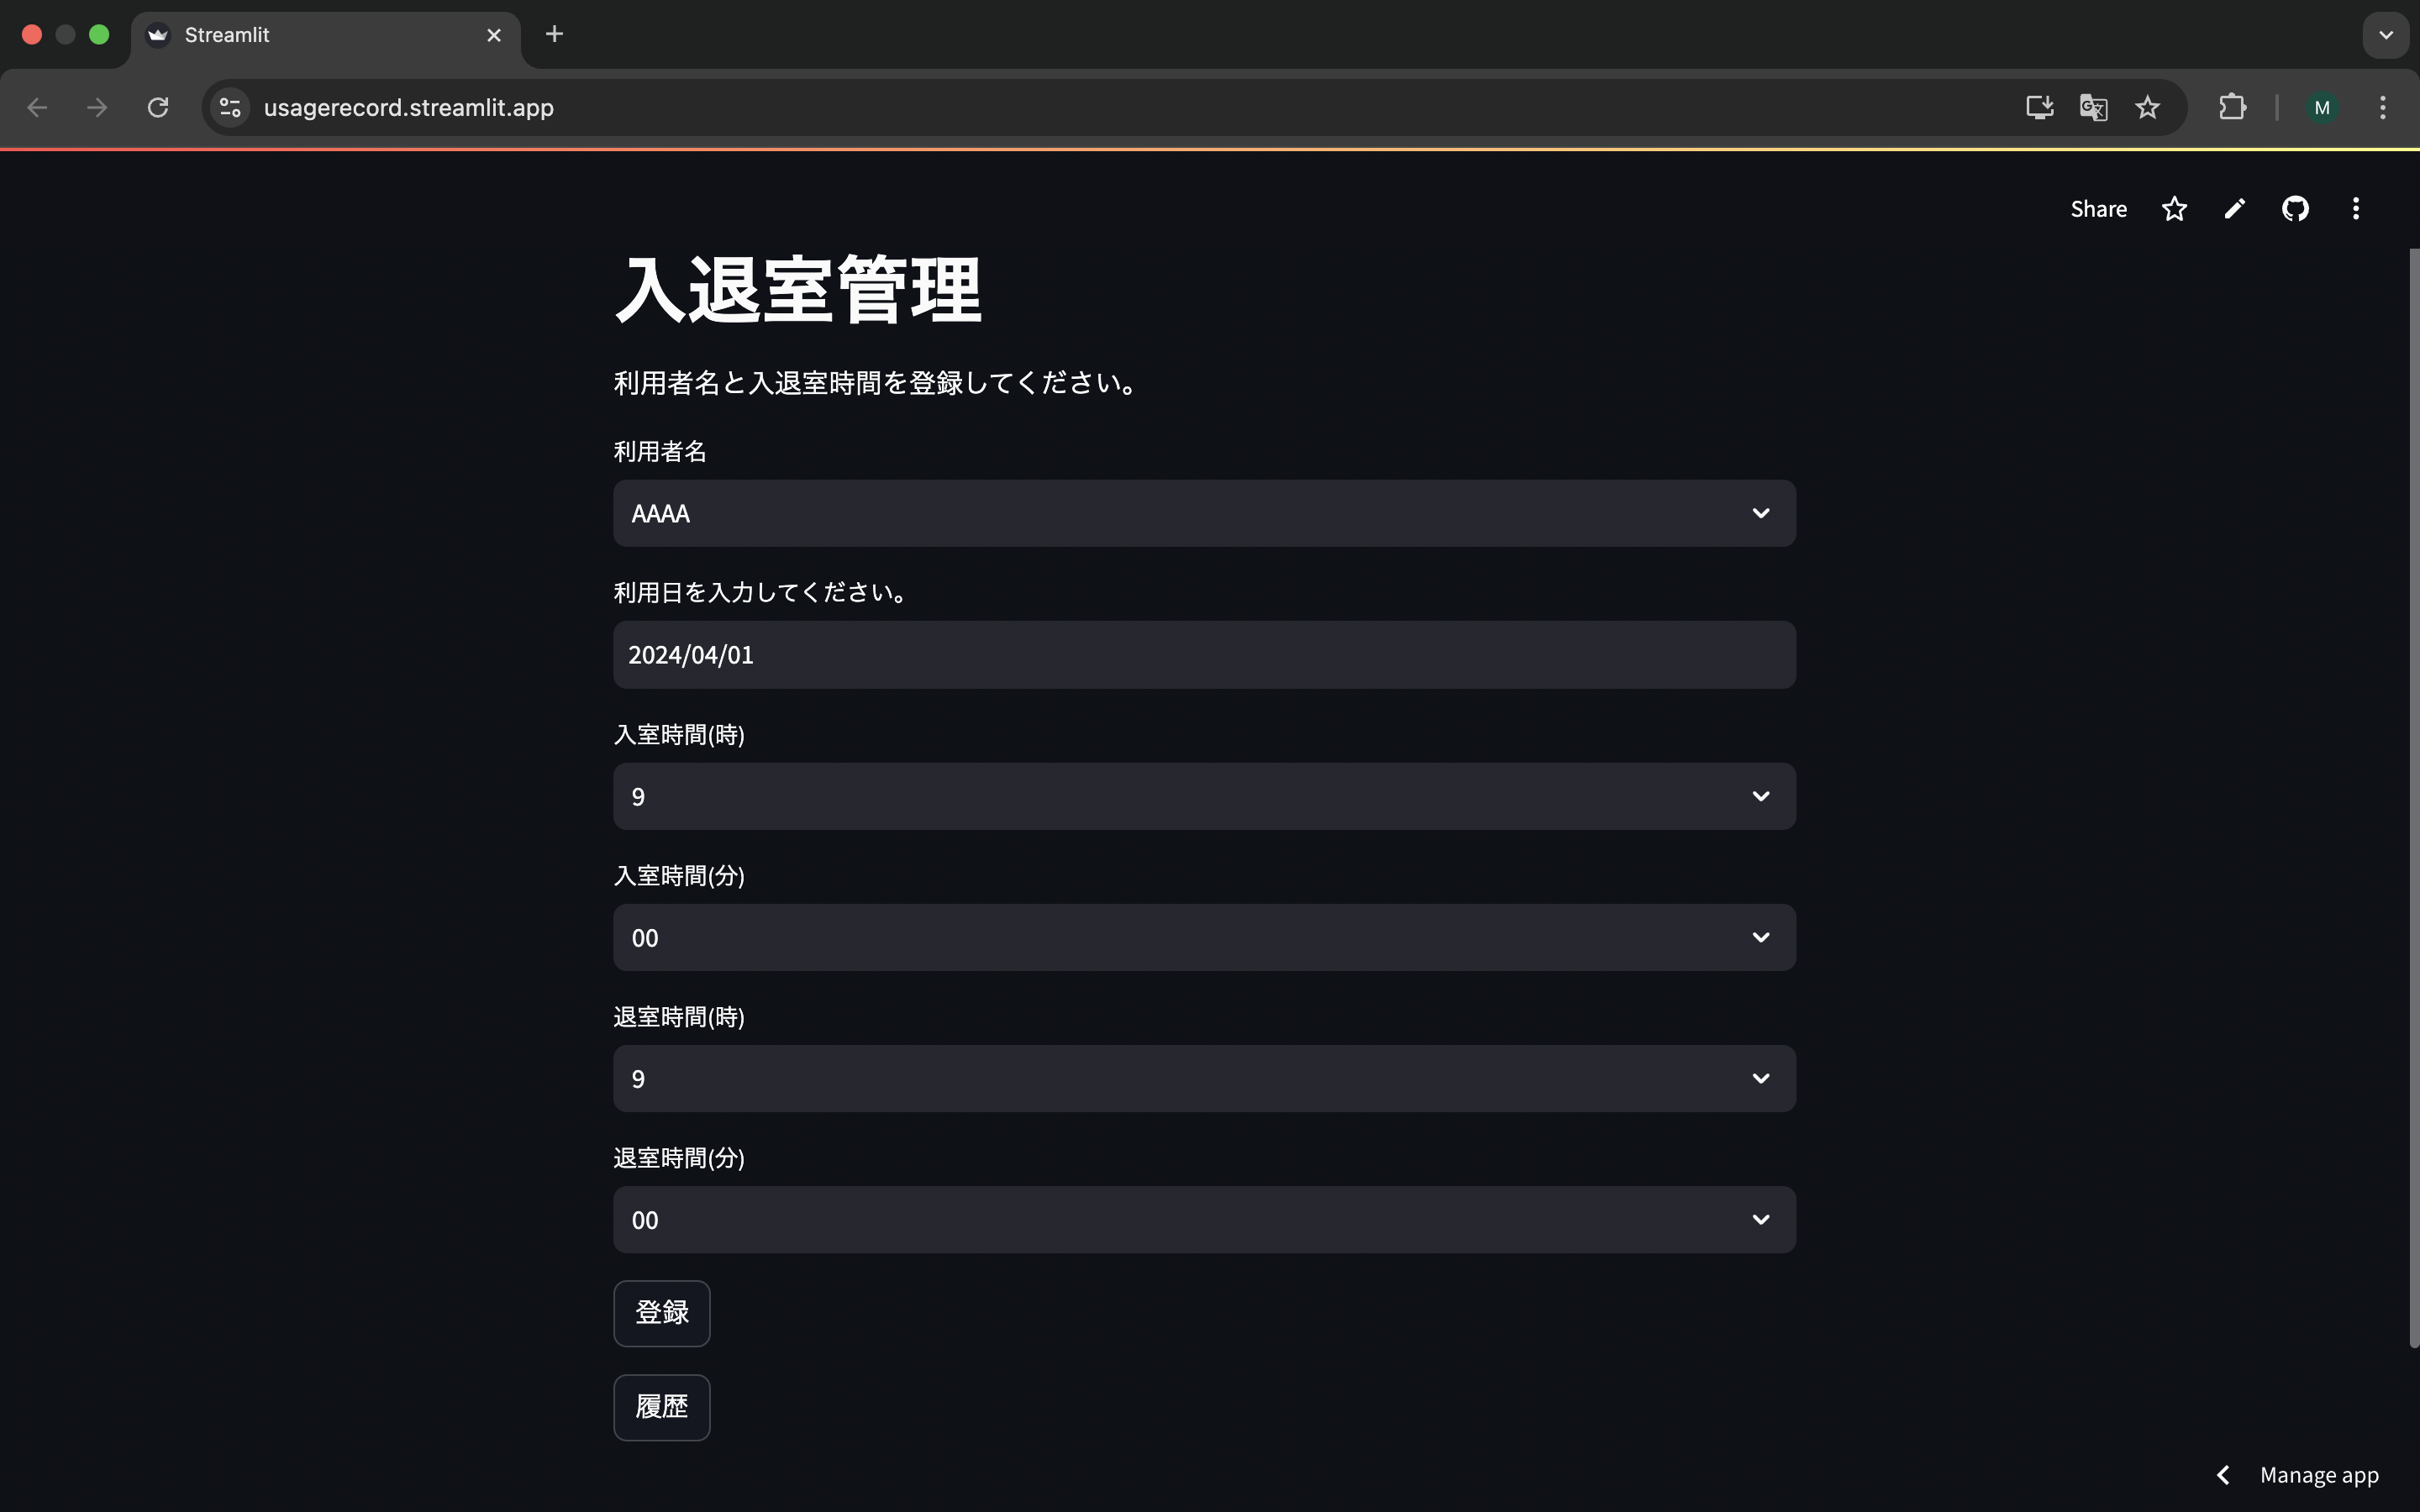 Streamlit
usagerecord.streamlit.app
M
Share
入退室管理
利用者名と入退室時間を登録してください。
利用者名
AAAA
利用日を入力してください。
2024/04/01
入室時間(時)
9
入室時間(分)
00
退室時間(時)
9
退室時間(分)
00
登録
履歴
Manage app